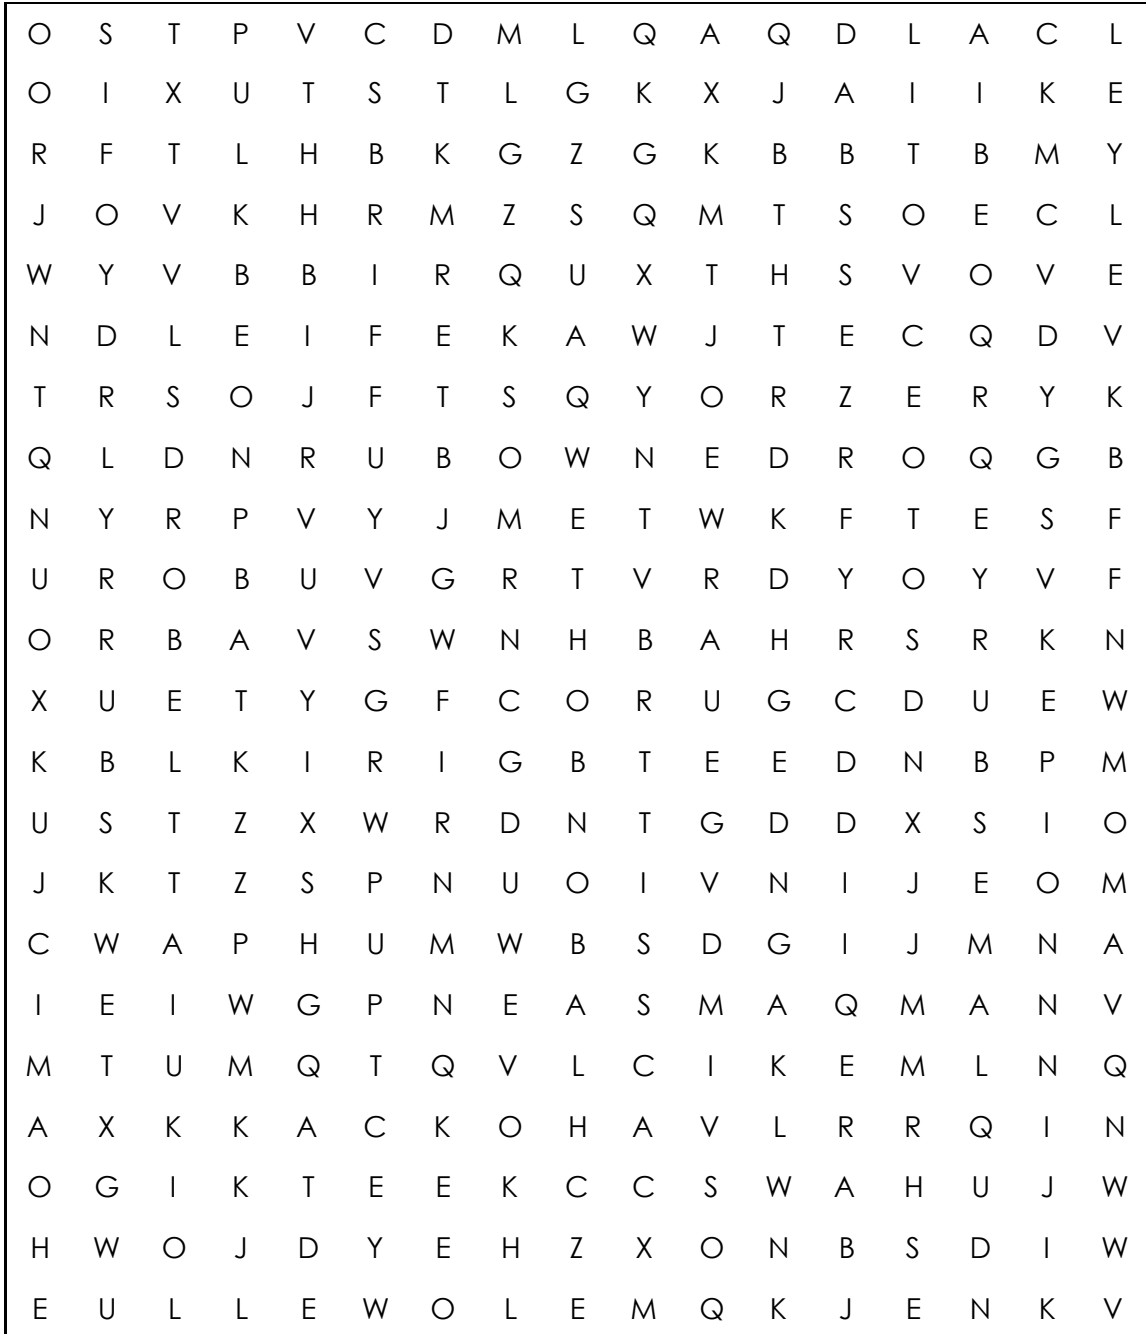 O S T P V C D M L Q A Q D L A C L
O I X U T S T L G K X J A I I K E
R F T L H B K G Z G K B B T B M Y
J O V K H R M Z S Q M T S O E C L
W Y V B B I R Q U X T H S V O V E
N D L E I F E K A W J T E C Q D V
T R S O J F T S Q Y O R Z E R Y K
Q L D N R U B O W N E D R O Q G B
N Y R P V Y J M E T W K F T E S F
U R O B U V G R T V R D Y O Y V F
O R B A V S W N H B A H R S R K N
X U E T Y G F C O R U G C D U E W
K B L K I R I G B T E E D N B P M
U S T Z X W R D N T G D D X S I O
J K T Z S P N U O I V N I J E O M
C W A P H U M W B S D G I J M N A
I E I W G P N E A S M A Q M A N V
M T U M Q T Q V L C I K E M L N Q
A X K K A C K O H A V L R R Q I N
O G I K T E E K C C S W A H U J W
H W O J D Y E H Z X O N B S D I W
E U L L E W O L E M Q K J E N K V